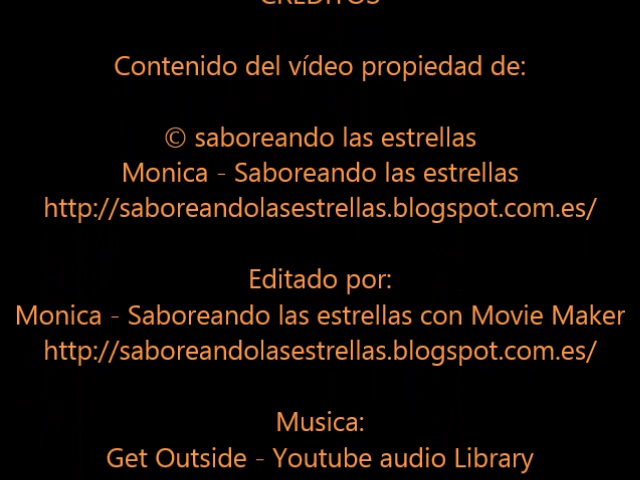 CREDITOS
Contenido del vídeo propiedad de:
© saboreando las estrellas
Monica - Saboreando las estrellas
http://saboreandolasestrellas.blogspot.com.es/
Editado por:
Monica - Saboreando las estrellas con Movie Maker
http://saboreandolasestrellas.blogspot.com.es/
Musica:
Get Outside - Youtube audio Library